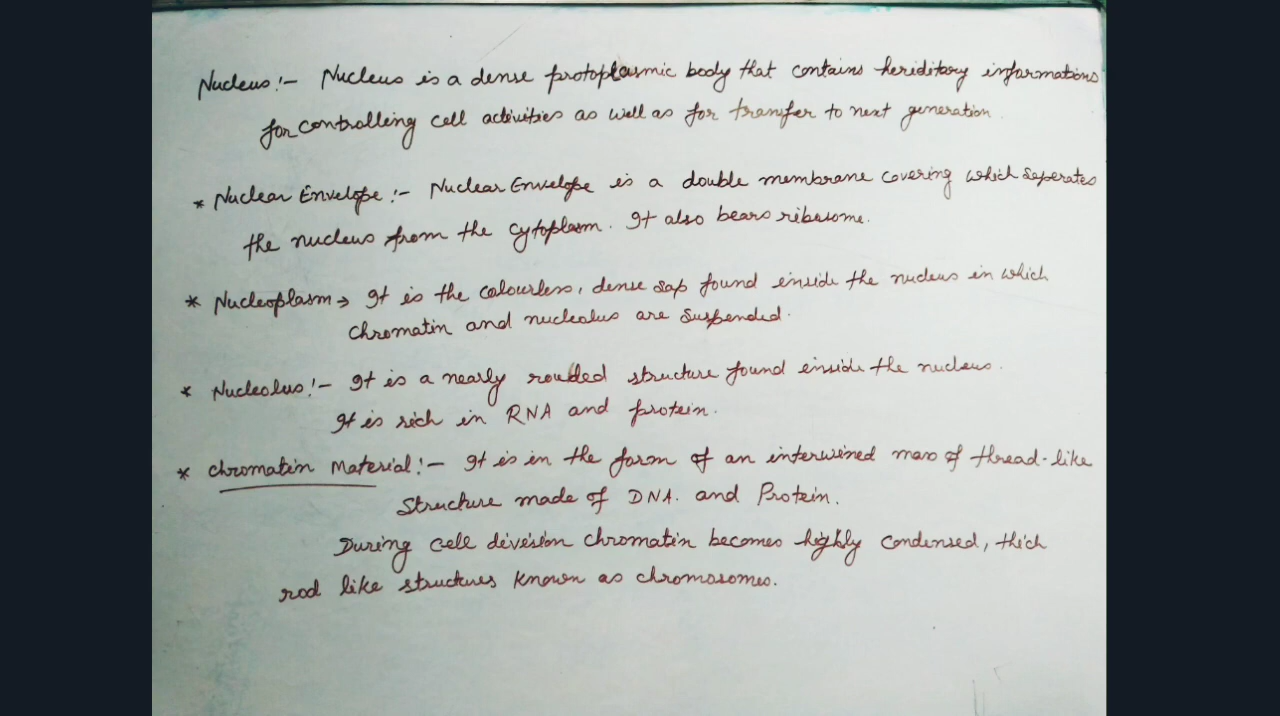 Nucleus:- Nucleus is a dense protoplasmic body that contains heriditory informations
for controlling cell activities as well as for transfer to next generation.
* Nuclear Envelope:- Nuclear Envelope is a double membrane covering which seperates
the nucleus from the cytoplasm. It also bears ribosome.
* Nucleoplasm → It is the colourless, dense sap found inside the nucleus in which
chromatin and nucleolus are suspended.
* Nucleolus:- It is a nearly rouded structure found inside the nucleus.
It is rich in RNA and protein.
* Chromatin Material:- It is in the form of an interwined mass of thread-like
structure made of DNA. and Protein.
During cell division chromatin becomes highly condensed, thick
rod like structures known as chromosomes.